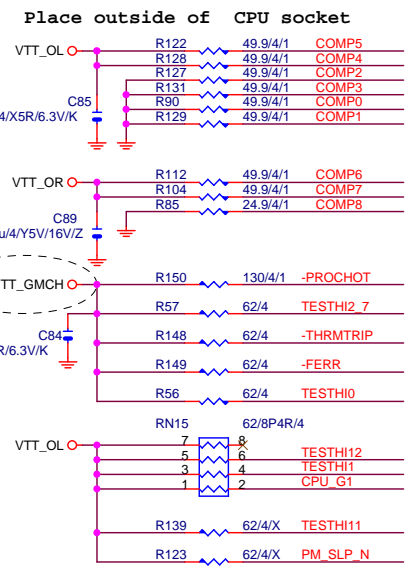 Place outside of CPU socket
VTT_OL
R122 49.9/4/1 COMP5
R128 49.9/4/1 COMP4
R127 49.9/4/1 COMP2
R131 49.9/4/1 COMP3
R90 49.9/4/1 COMP0
R129 49.9/4/1 COMP1
C85
4/X5R/6.3V/K
VTT_OR
R112 49.9/4/1 COMP6
R104 49.9/4/1 COMP7
R85 24.9/4/1 COMP8
C89
u/4/Y5V/16V/Z
TT_GMCH
R150 130/4/1 -PROCHOT
R57 62/4 TESTHI2_7
C84
R/6.3V/K
R148 62/4 -THRMTRIP
R149 62/4 -FERR
R56 62/4 TESTHI0
RN15 62/8P4R/4
VTT_OL
7 8
5 6 TESTHI12
3 4 TESTHI1
1 2 CPU_G1
R139 62/4/X TESTHI11
R123 62/4/X PM_SLP_N